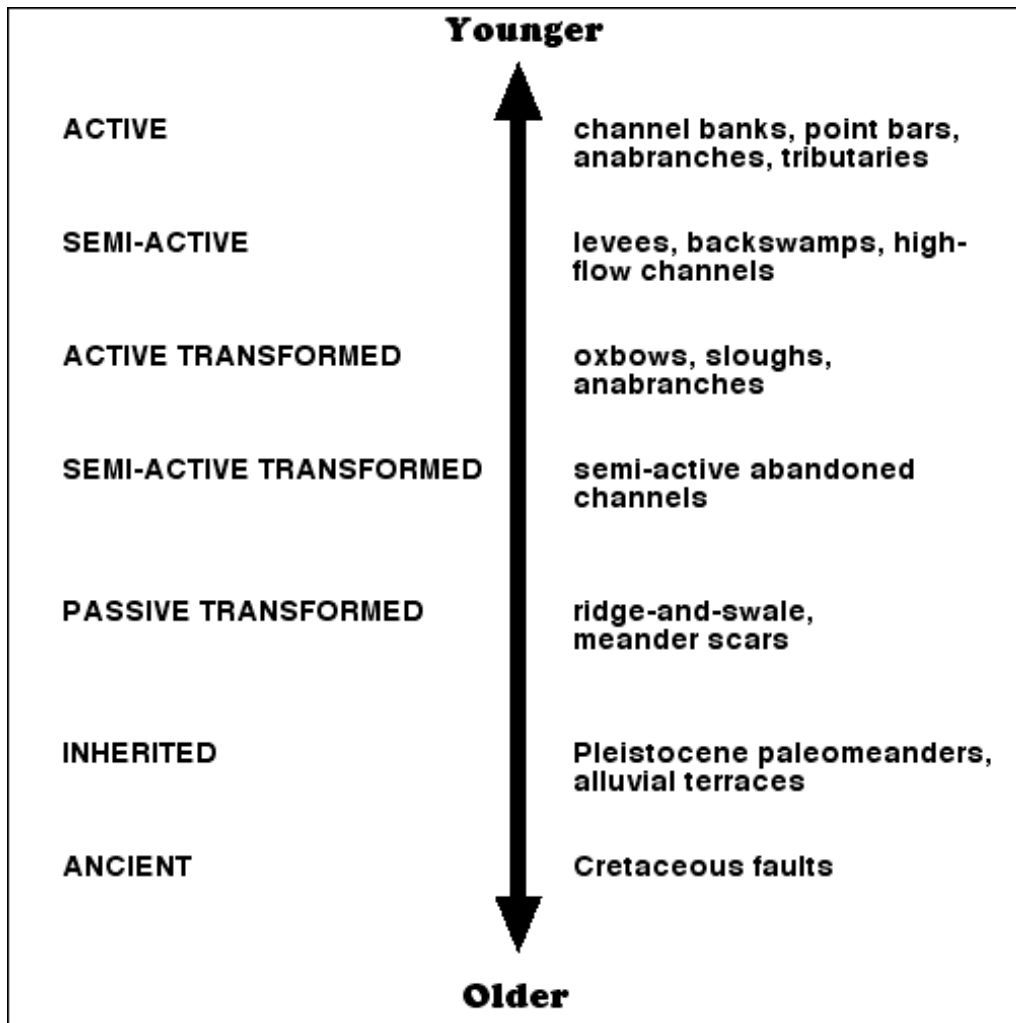 Younger
ACTIVE
channel banks, point bars,
anabranches, tributaries
SEMI-ACTIVE
levees, backswamps, high-
flow channels
ACTIVE TRANSFORMED
oxbows, sloughs,
anabranches
SEMI-ACTIVE TRANSFORMED
semi-active abandoned
channels
PASSIVE TRANSFORMED
ridge-and-swale,
meander scars
INHERITED
Pleistocene paleomeanders,
alluvial terraces
ANCIENT
Cretaceous faults
Older